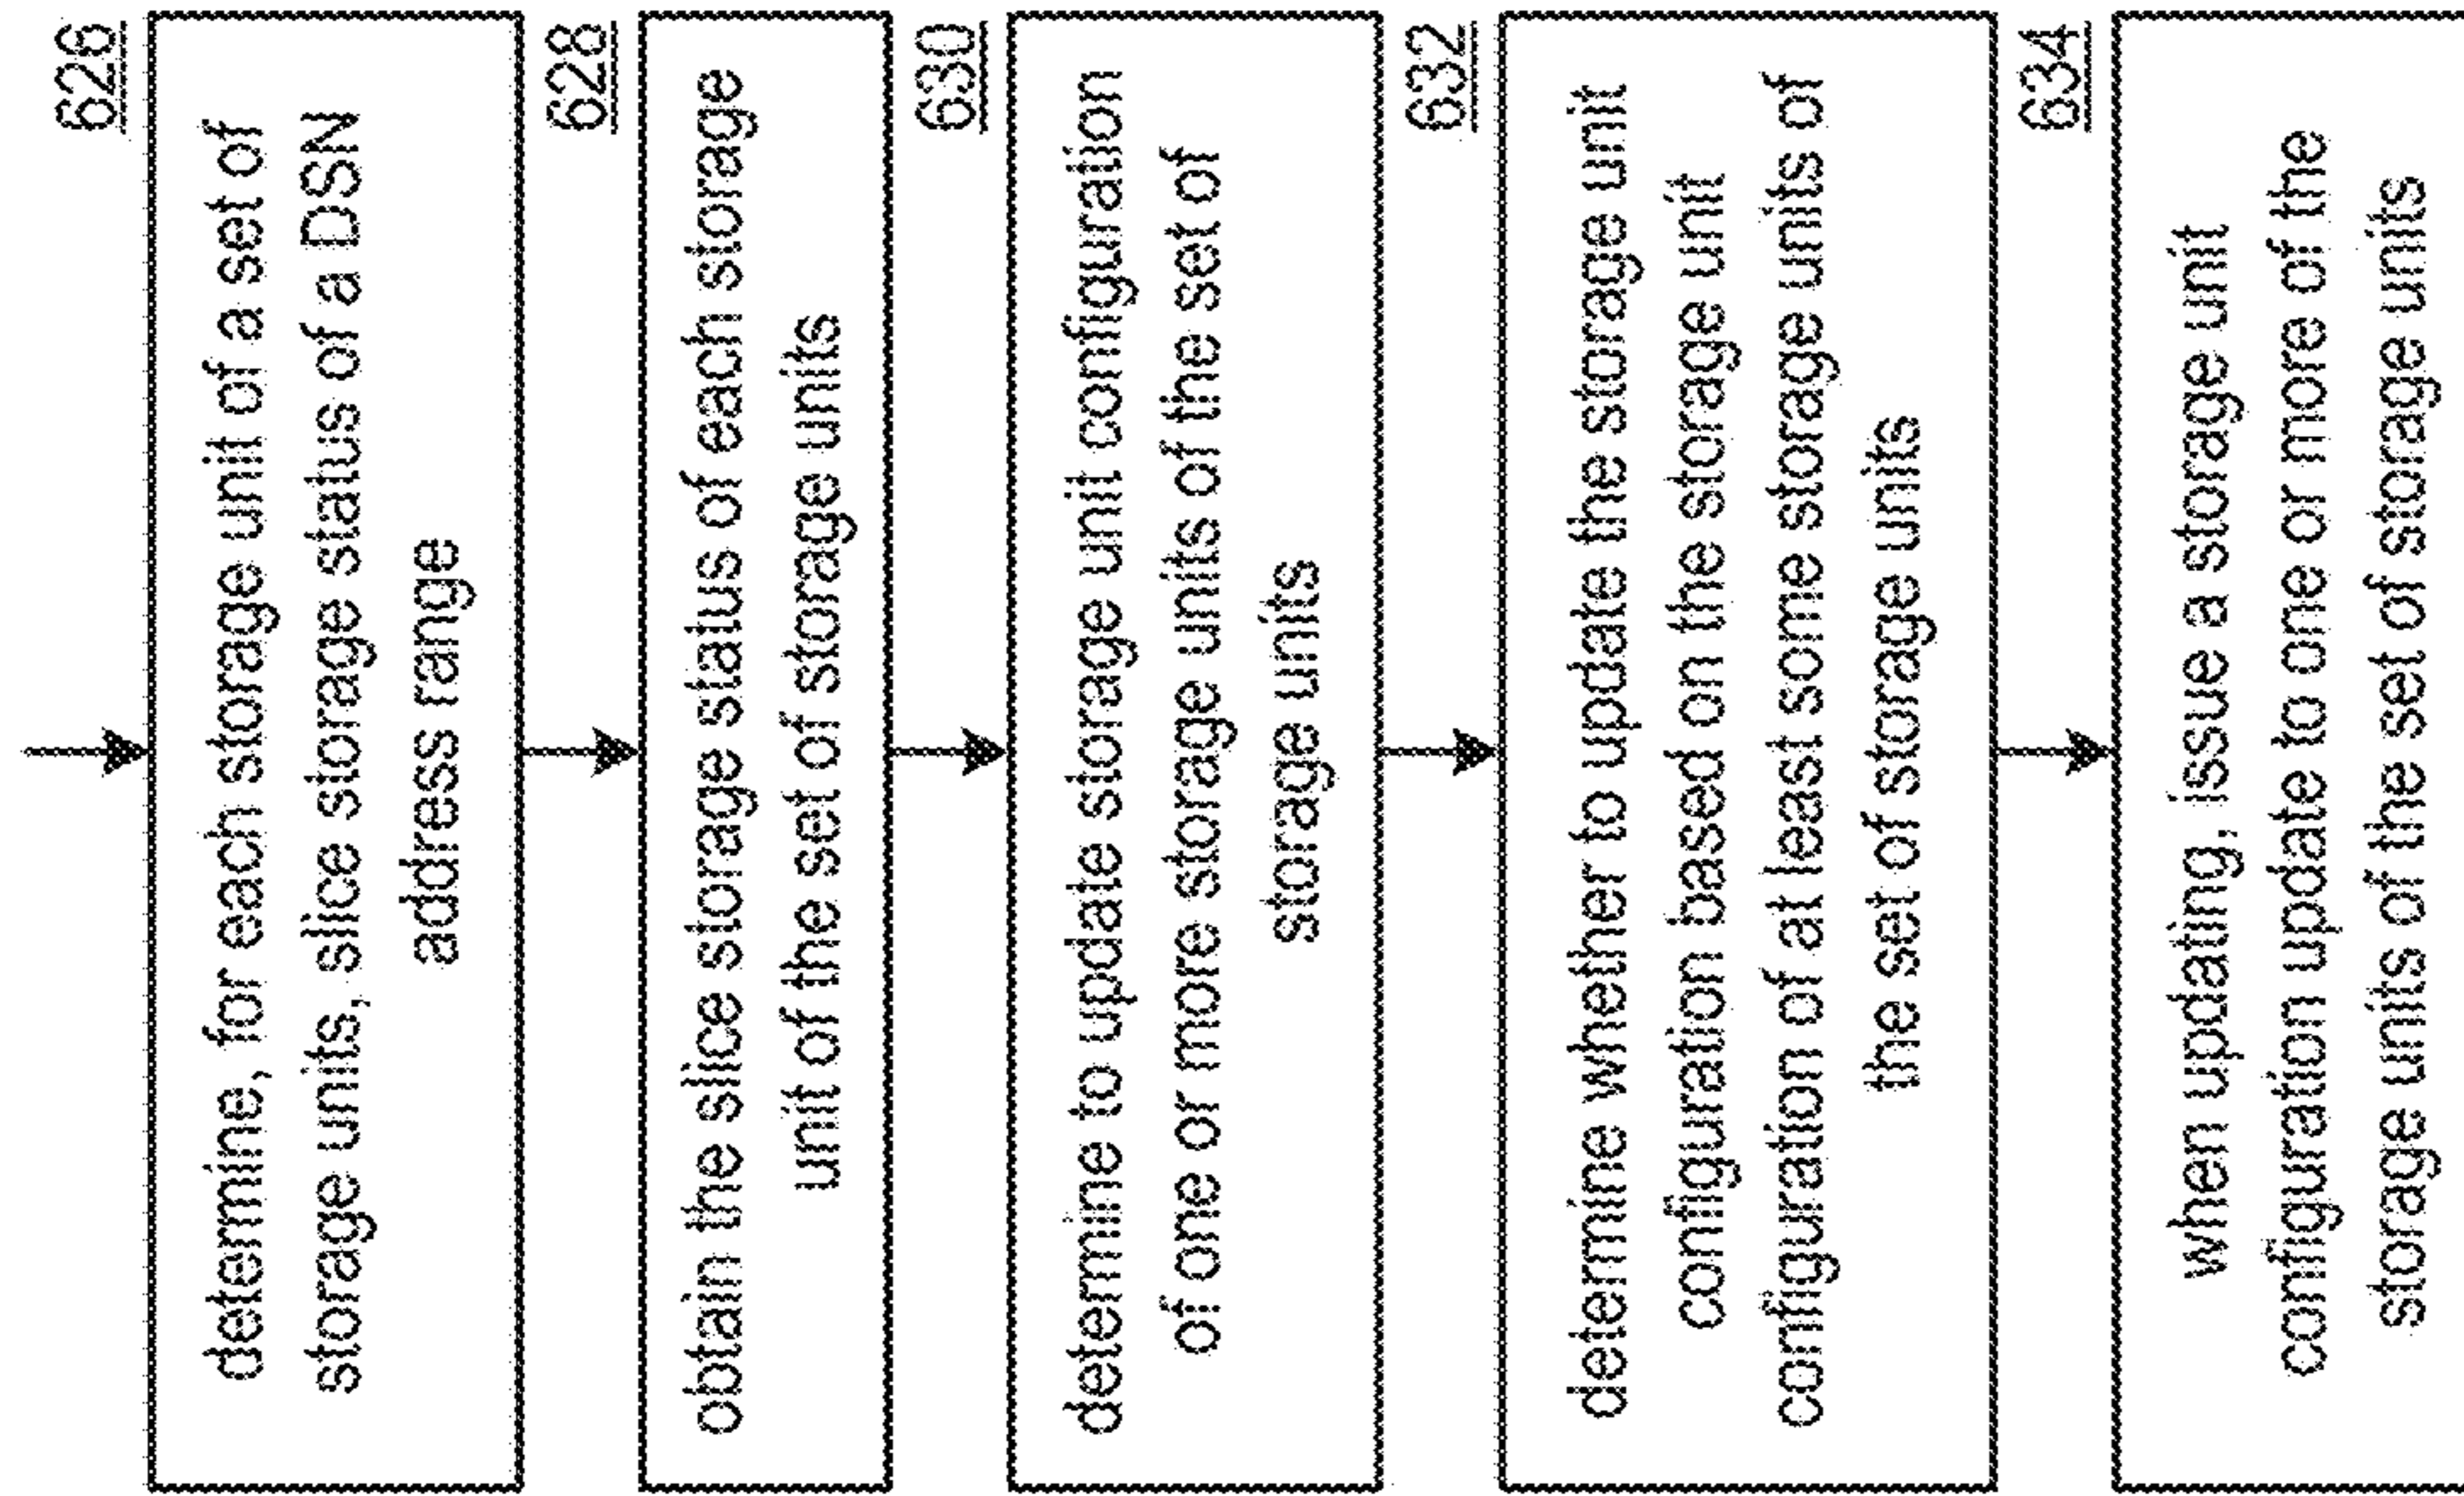 626
determine, for each storage unit of a set of
storage units, slice storage status of a DSN
address range
628
obtain the slice storage status of each storage
unit of the set of storage units
630
determine to update storage unit configuration
of one or more storage units of the set of
storage units
632
determine whether to update the storage unit
configuration based on the storage unit
configuration of at least some storage units of
the set of storage units
634
when updating, issue a storage unit
configuration update to one or more of the
storage units of the set of storage units